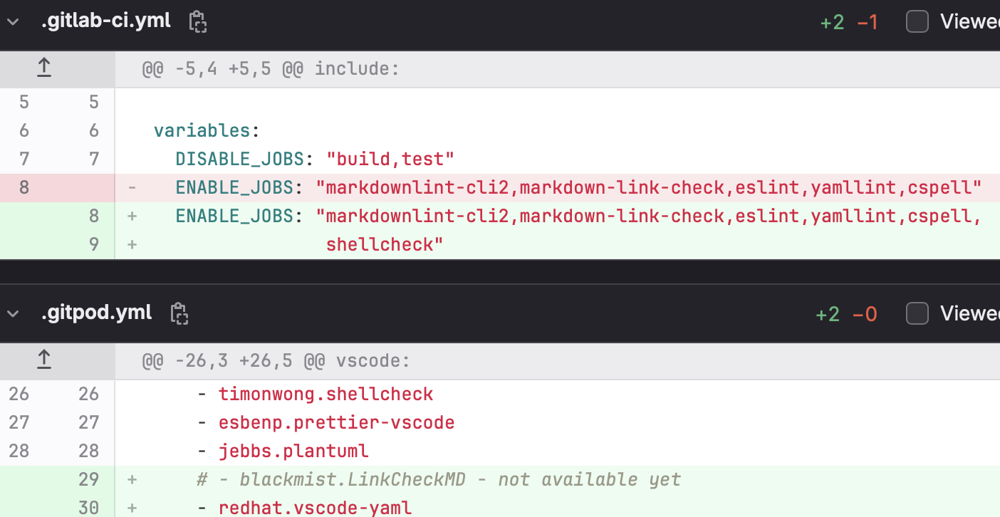 .gitlab-ci.yml +2 −1 Viewe
@@ -5,4 +5,5 @@ include:
5 5
6 6 variables:
7 7 DISABLE_JOBS: "build,test"
8 - ENABLE_JOBS: "markdownlint-cli2,markdown-link-check,eslint,yamllint,cspell"
8 + ENABLE_JOBS: "markdownlint-cli2,markdown-link-check,eslint,yamllint,cspell,
9 + shellcheck"
.gitpod.yml +2 −0 Viewe
@@ -26,3 +26,5 @@ vscode:
26 26 - timonwong.shellcheck
27 27 - esbenp.prettier-vscode
28 28 - jebbs.plantuml
29 + # - blackmist.LinkCheckMD - not available yet
30 + - redhat.vscode-yaml